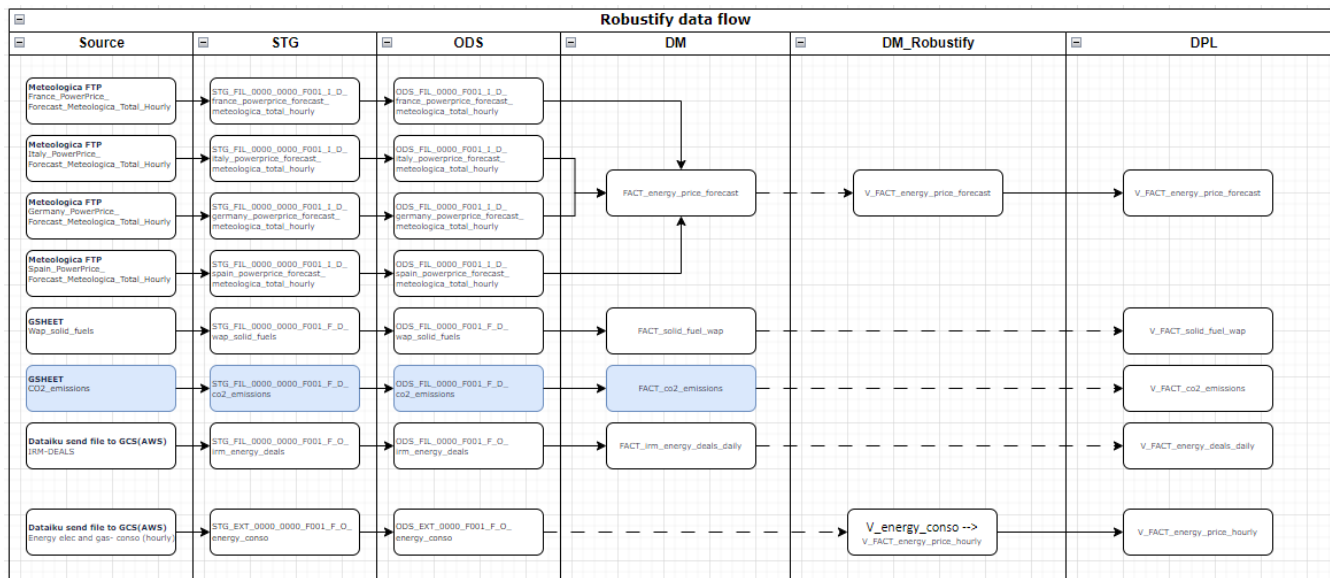 Robustify data flow
Source
STG
ODS
DM
DM_Robustify
DPL
Meteologica FTP
France_PowerPrice_
Forecast_Meteologica_Total_Hourly
STG_FIL_0000_0000_F001_I_D_
france_powerprice_forecast_
meteologica_total_hourly
ODS_FIL_0000_F001_I_D_
france_powerprice_forecast_
meteologica_total_hourly
Meteologica FTP
Italy_PowerPrice_
Forecast_Meteologica_Total_Hourly
STG_FIL_0000_0000_F001_I_D_
italy_powerprice_forecast_
meteologica_total_hourly
ODS_FIL_0000_F001_I_D_
italy_powerprice_forecast_
meteologica_total_hourly
Meteologica FTP
Germany_PowerPrice_
Forecast_Meteologica_Total_Hourly
STG_FIL_0000_0000_F001_I_D_
germany_powerprice_forecast_
meteologica_total_hourly
ODS_FIL_0000_F001_I_D_
germany_powerprice_forecast_
meteologica_total_hourly
FACT_energy_price_forecast
V_FACT_energy_price_forecast
V_FACT_energy_price_forecast
Meteologica FTP
Spain_PowerPrice_
Forecast_Meteologica_Total_Hourly
STG_FIL_0000_0000_F001_I_D_
spain_powerprice_forecast_
meteologica_total_hourly
ODS_FIL_0000_F001_I_D_
spain_powerprice_forecast_
meteologica_total_hourly
GSHEET
Wap_solid_fuels
STG_FIL_0000_0000_F001_F_D_
wap_solid_fuels
ODS_FIL_0000_F001_F_D_
wap_solid_fuels
FACT_solid_fuel_wap
V_FACT_solid_fuel_wap
GSHEET
CO2_emissions
STG_FIL_0000_0000_F001_F_D_
co2_emissions
ODS_FIL_0000_F001_F_D_
co2_emissions
FACT_co2_emissions
V_FACT_co2_emissions
Dataiku send file to GCS(AWS)
IRM-DEALS
STG_FIL_0000_0000_F001_F_O_
irm_energy_deals
ODS_FIL_0000_F001_F_O_
irm_energy_deals
FACT_irm_energy_deals_daily
V_FACT_energy_deals_daily
Dataiku send file to GCS(AWS)
Energy elec and gas- conso (hourly)
STG_EXT_0000_0000_F001_F_O_
energy_conso
ODS_EXT_0000_F001_F_O_
energy_conso
V_energy_conso -->
V_FACT_energy_price_hourly
V_FACT_energy_price_hourly